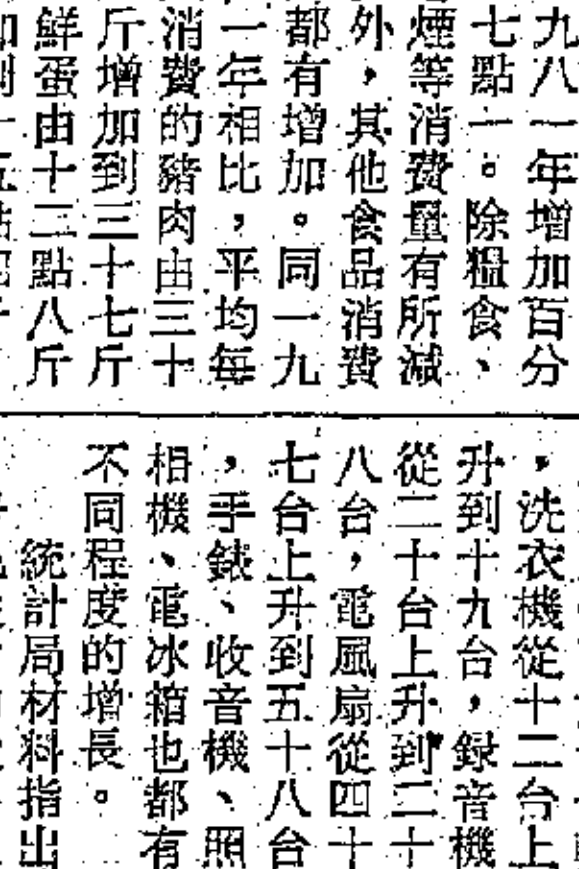 九八一年增加百分
七點一。除糧食、
煙等消費量有所減
外，其他食品消費
都有增加。同一九
一年相比，平均每
消費的豬肉由三十
斤增加到三十七斤
鮮蛋由十二點八斤
，洗衣機從十二台上
升到十九台，録音機
從二十台上升到二十
八台，電風扇從四十
七台上升到五十八台
，手錶、收音機、照
相機、電冰箱也都有
不同程度的增長。
統計局材料指出